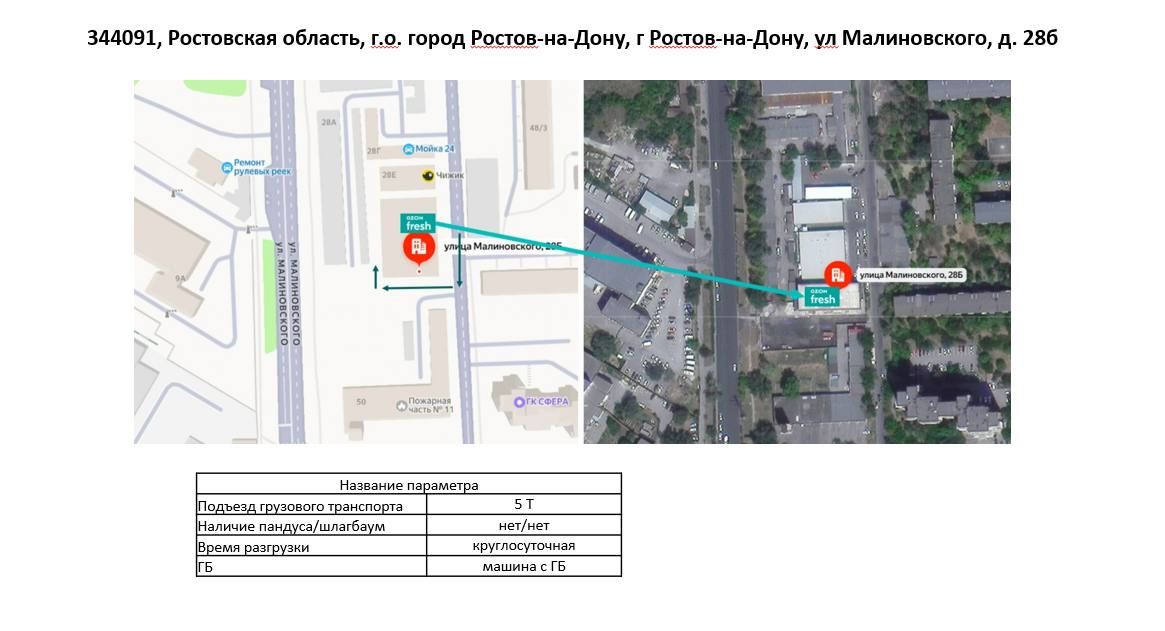 344091, Ростовская область, г.о. город Ростов-на-Дону, г Ростов-на-Дону, ул Малиновского, д. 28б
28А
48/3
28Г
Мойка 24
Ремонт
рулевых реек
28Е
Чижик
ozon
fresh
улица Малиновского, 28Б
ул. МАЛИНОВСКОГО
ул. МАЛИНОВСКОГО
9А
улица Малиновского, 28Б
ozon
fresh
50
Пожарная
часть № 11
ГК СФЕРА
Название параметра
Подъезд грузового транспорта 5 Т
Наличие пандуса/шлагбаум нет/нет
Время разгрузки круглосуточная
ГБ машина с ГБ